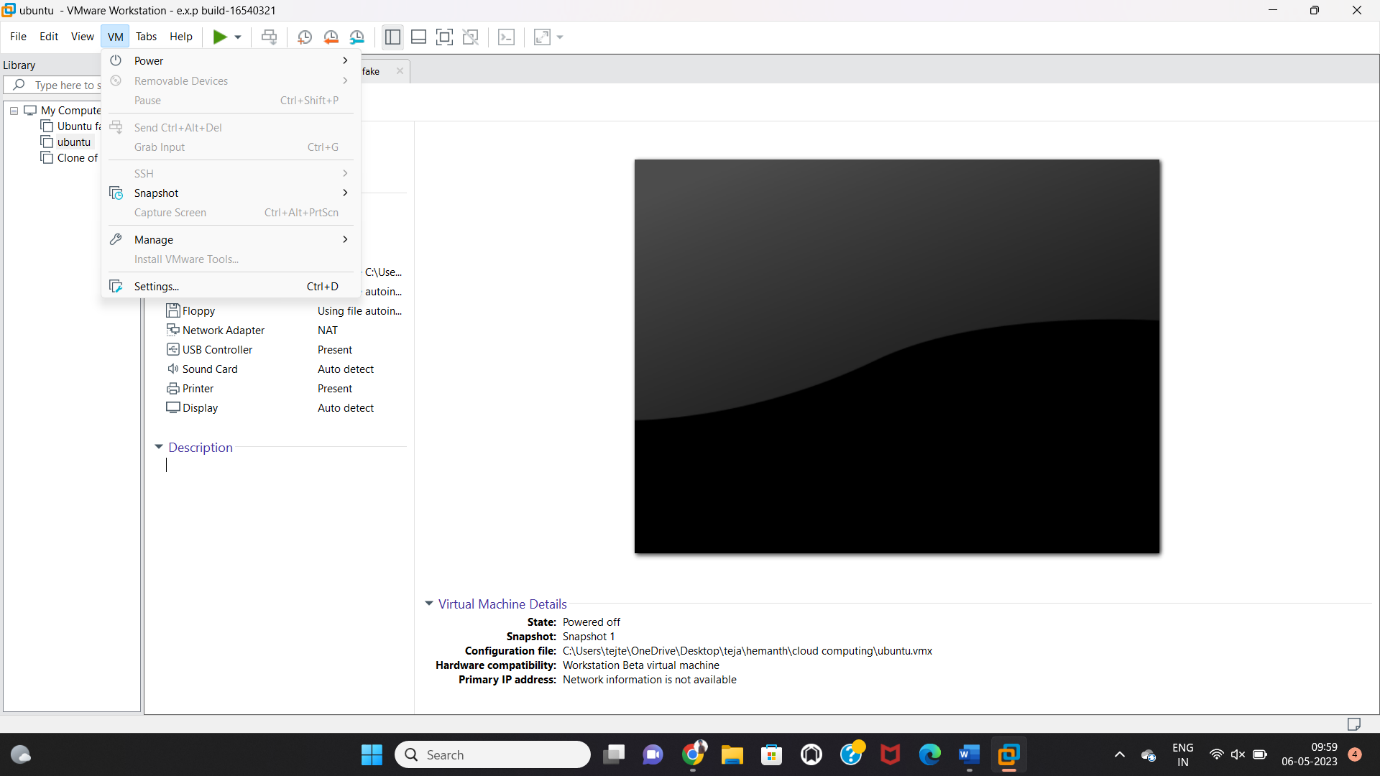 ubuntu - VMware Workstation - e.x.p build-16540321
File Edit View VM Tabs Help
Library
Type here to s
fake
My Compute
Ubuntu fa
ubuntu
Clone of
Power
Removable Devices
Pause Ctrl+Shift+P
Send Ctrl+Alt+Del
Grab Input Ctrl+G
SSH
Snapshot
Capture Screen Ctrl+Alt+PrtScn
Manage
Install VMware Tools...
Settings... Ctrl+D
C:\Use...
autoin...
Floppy Using file autoin...
Network Adapter NAT
USB Controller Present
Sound Card Auto detect
Printer Present
Display Auto detect
Description
Virtual Machine Details
State: Powered off
Snapshot: Snapshot 1
Configuration file: C:\Users\tejte\OneDrive\Desktop\teja\hemanth\cloud computing\ubuntu.vmx
Hardware compatibility: Workstation Beta virtual machine
Primary IP address: Network information is not available
Search
ENG
IN
09:59
06-05-2023
4